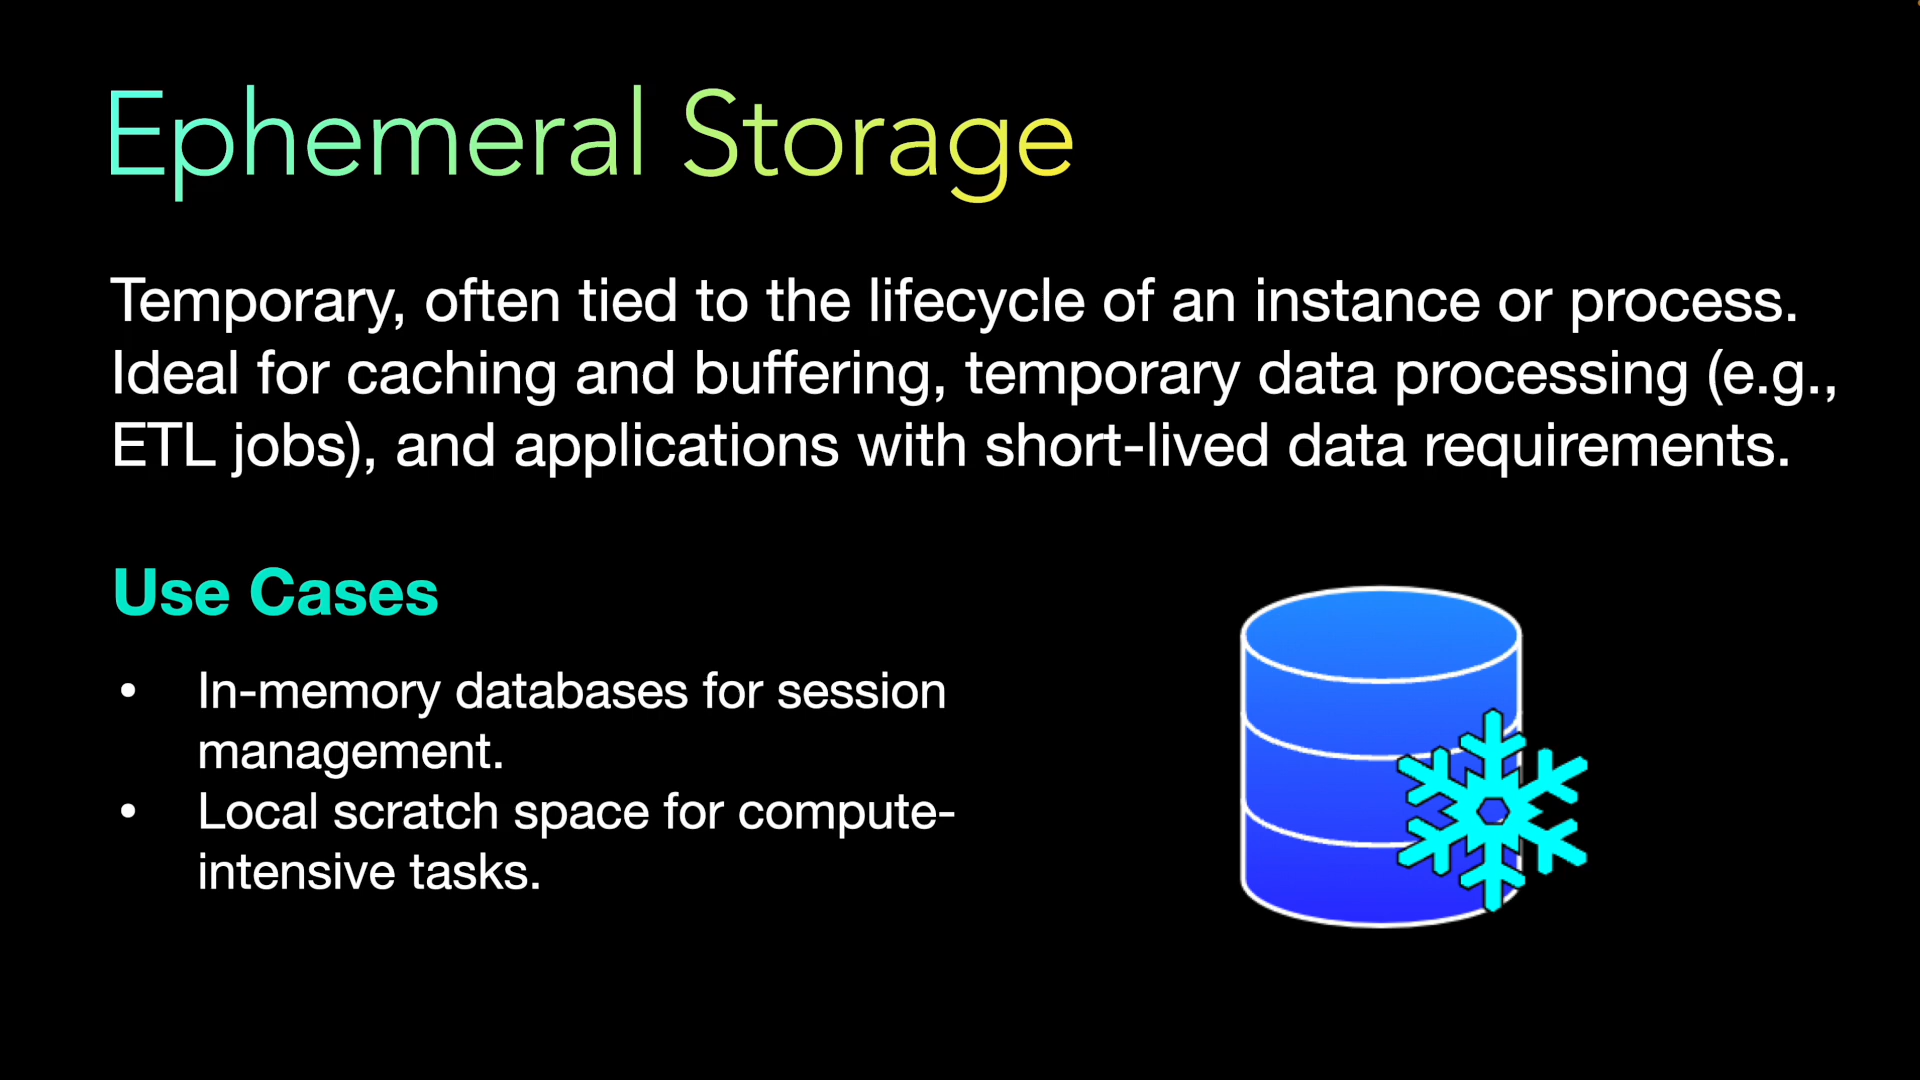 Ephemeral Storage
Temporary, often tied to the lifecycle of an instance or process.
Ideal for caching and buffering, temporary data processing (e.g.,
ETL jobs), and applications with short-lived data requirements.
Use Cases
• In-memory databases for session
management.
• Local scratch space for compute-
intensive tasks.